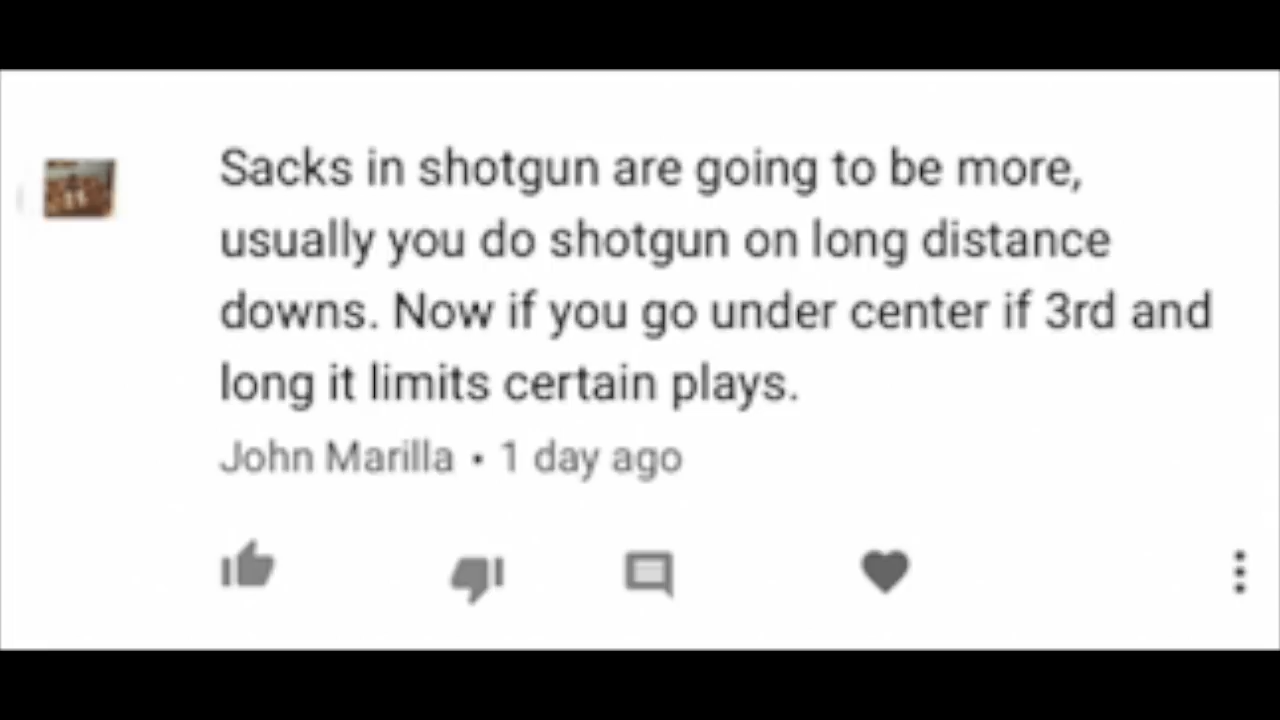 Sacks in shotgun are going to be more,
usually you do shotgun on long distance
downs. Now if you go under center if 3rd and
long it limits certain plays.
John Marilla • 1 day ago